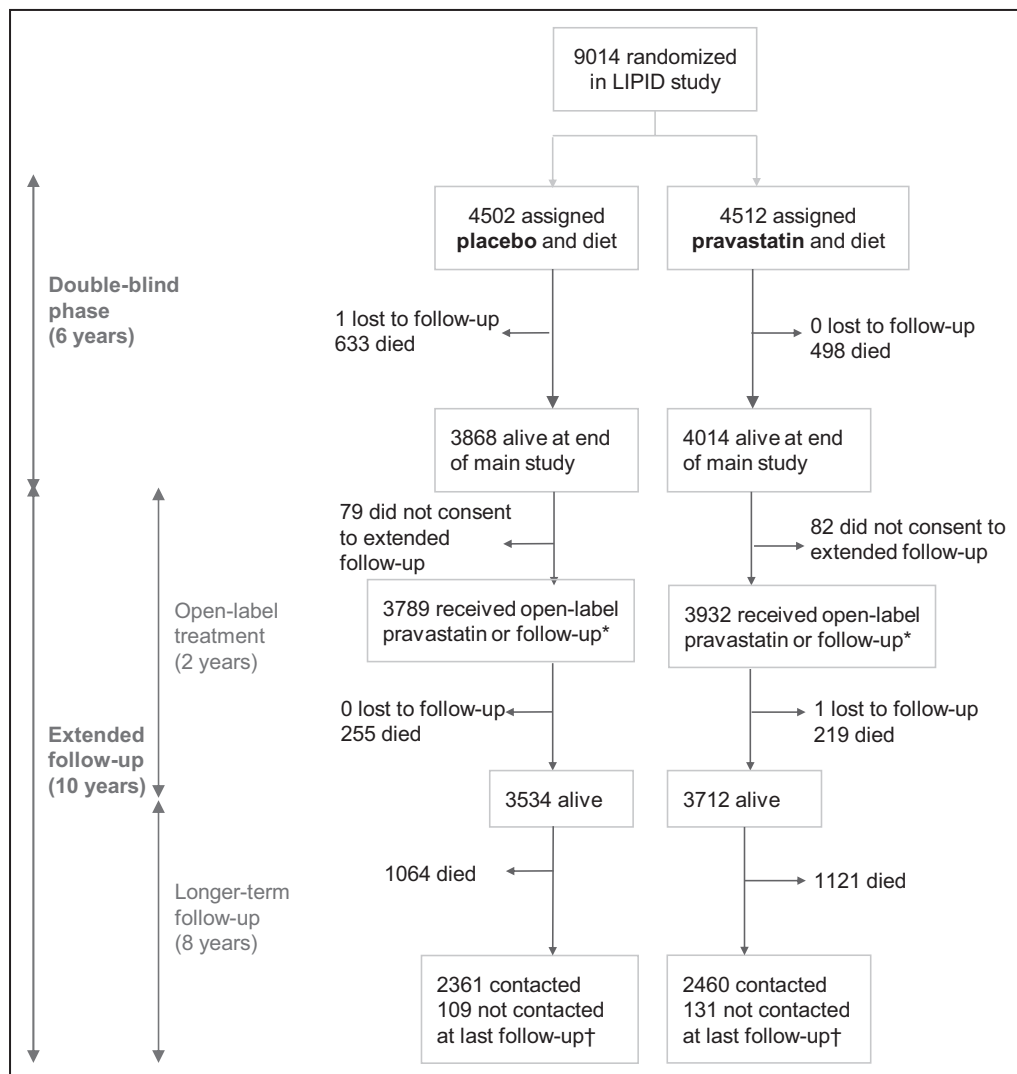 9014 randomized
in LIPID study
4502 assigned
placebo and diet
4512 assigned
pravastatin and diet
Double-blind
phase
(6 years)
1 lost to follow-up
633 died
0 lost to follow-up
498 died
3868 alive at end
of main study
4014 alive at end
of main study
79 did not consent
to extended
follow-up
82 did not consent to
extended follow-up
Open-label
treatment
(2 years)
3789 received open-label
pravastatin or follow-up*
3932 received open-label
pravastatin or follow-up*
0 lost to follow-up
255 died
1 lost to follow-up
219 died
Extended
follow-up
(10 years)
3534 alive
3712 alive
1064 died
1121 died
Longer-term
follow-up
(8 years)
2361 contacted
109 not contacted
at last follow-up†
2460 contacted
131 not contacted
at last follow-up†